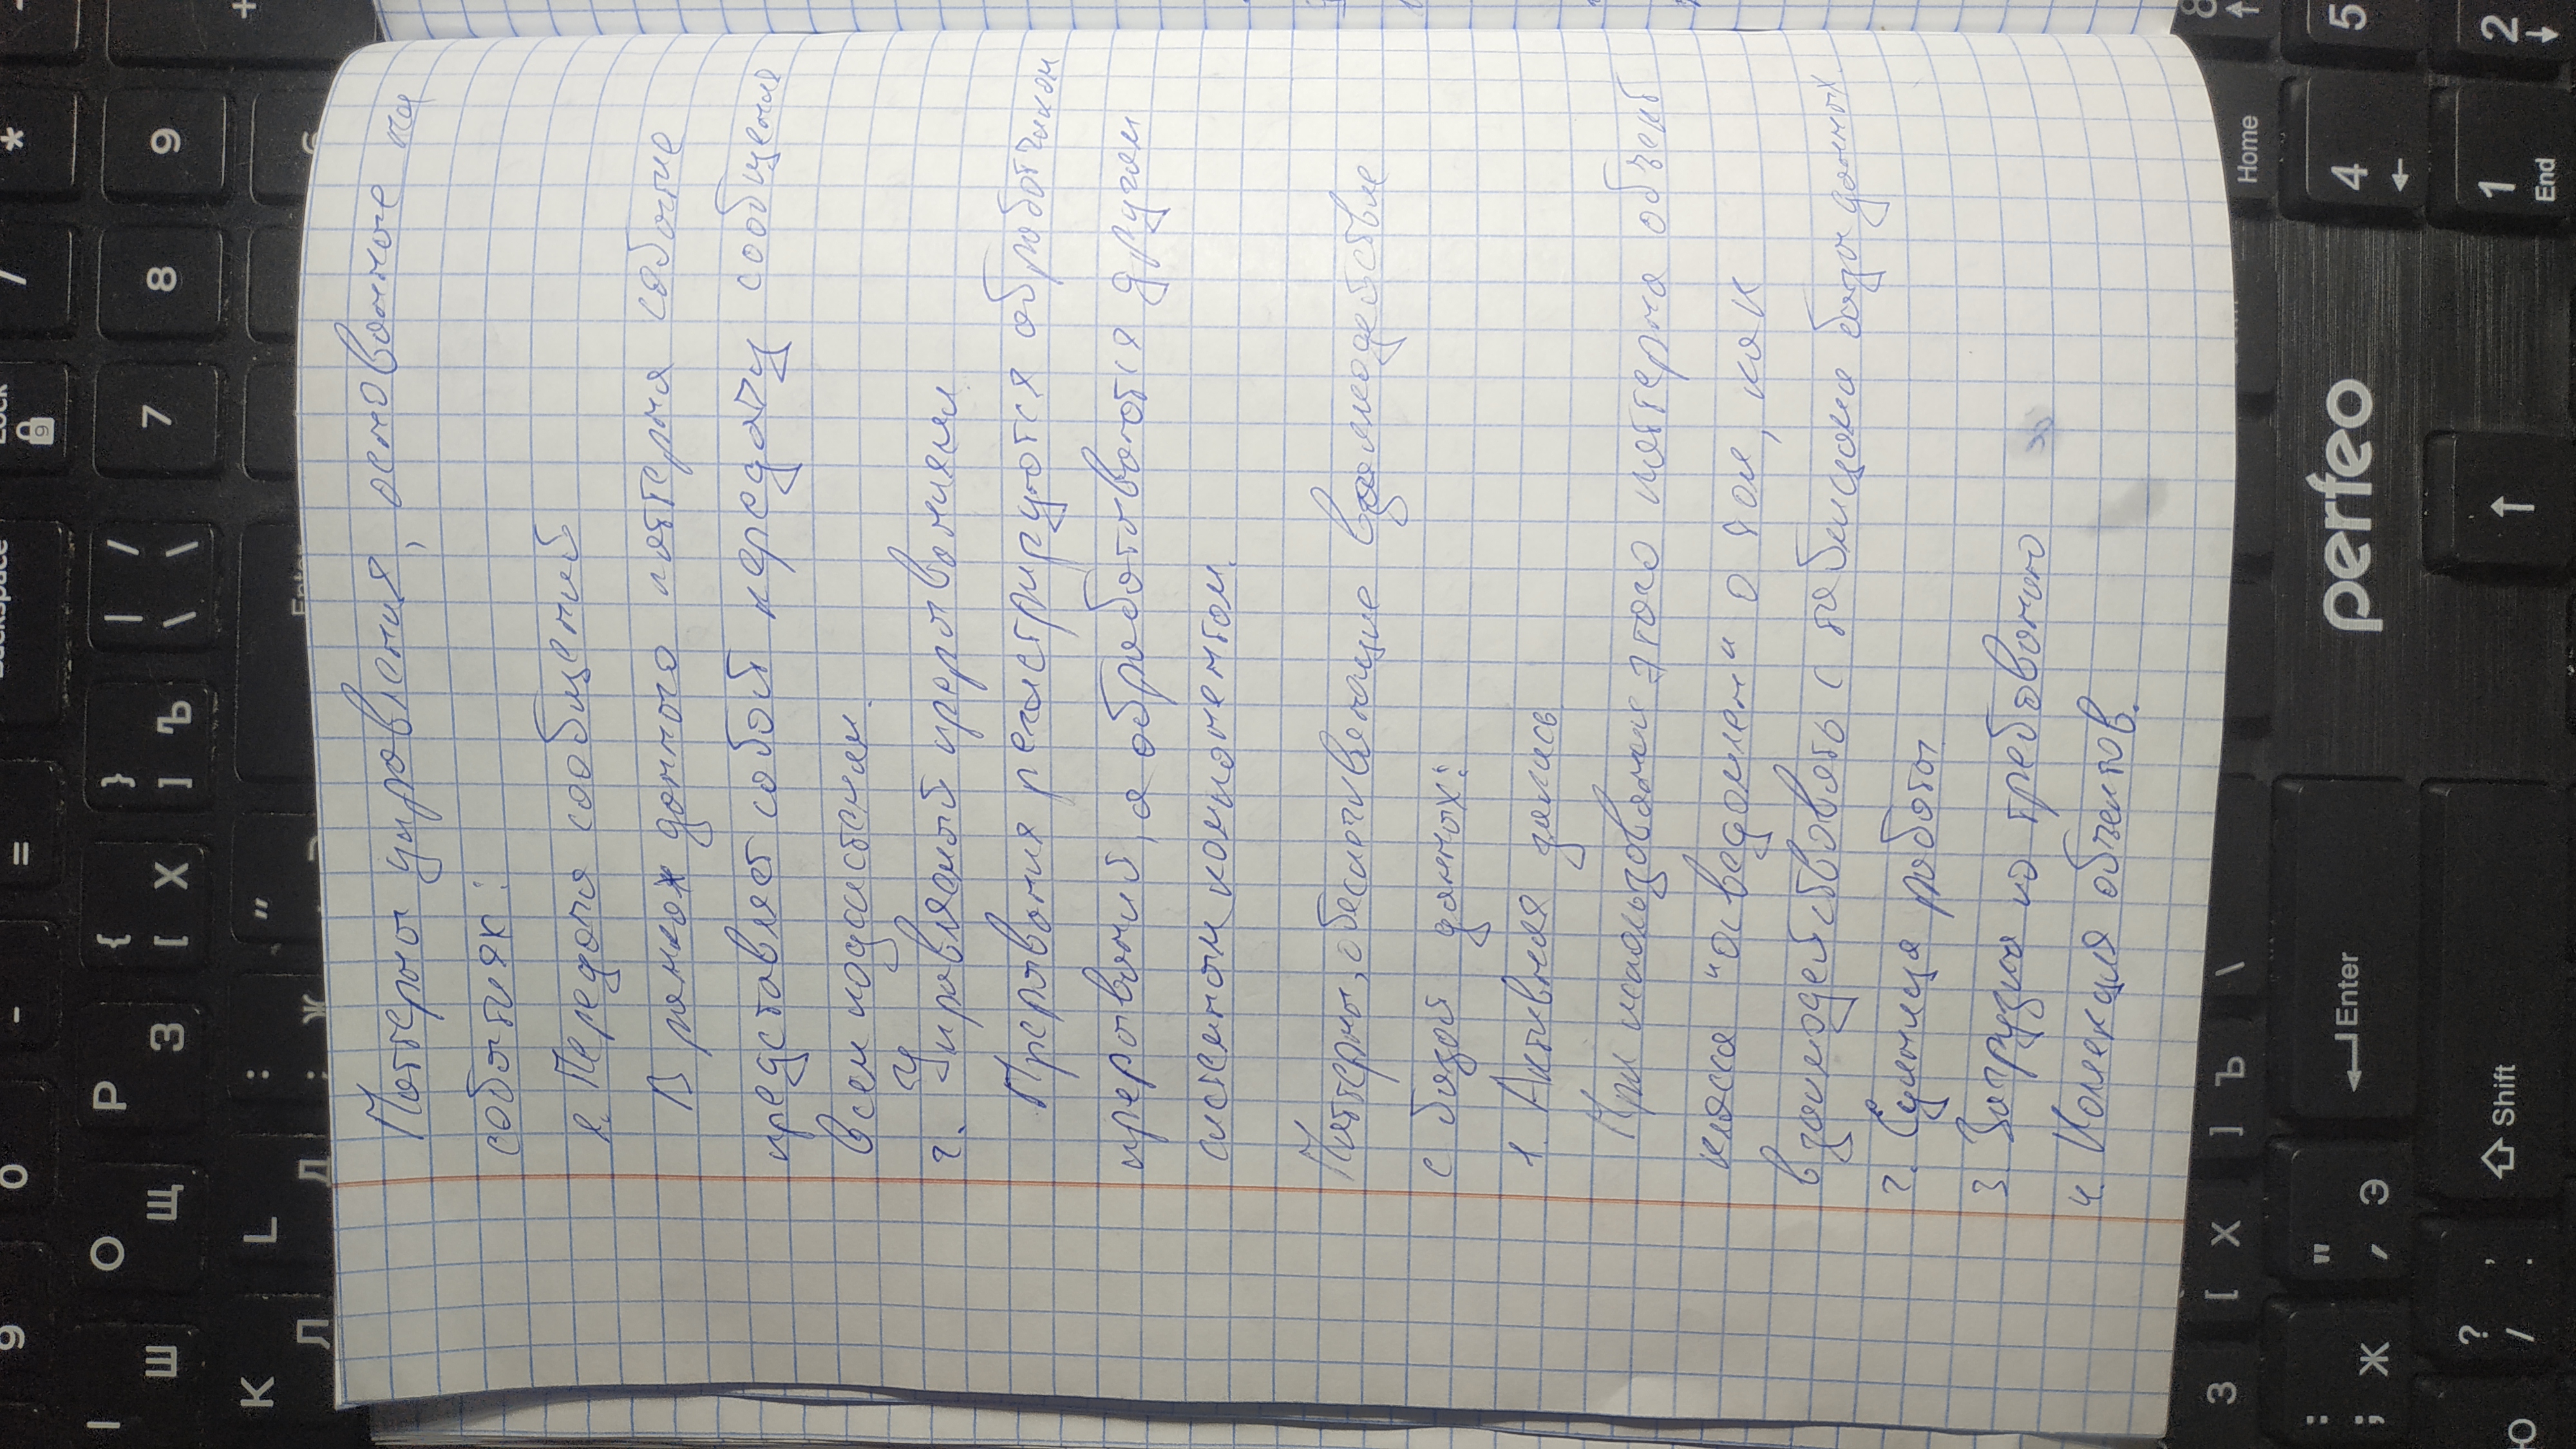 9 0 - = Backspace Lock / *
9
I O P { } | /
Ш Щ З [ Х ] Ъ \ \ 7 8 9
K L : " +
Л Д ; Ж Enter 6
Паттерны управления, основанные на
событиях:
1. Передача сообщений
В рамках данного паттерна событие
представляет собой передачу сообщения
всем подсистемам.
2. Управляемый прерываниями
Прерывания регистрируются обработчиком
прерываний, а обрабатываются другим
системным компонентом.
Паттерны, обеспечивающие взаимодействие
с базой данных:
1. Активная запись
При использовании этого паттерна объект
класса "осведомлен" о том, как
взаимодействовать с таблицами базы данных.
2. Единица работы
3. Загрузка по требованию
4. Коллекция объектов.
З [ Х ] Ъ \ Home 8
: " Enter perfeo 4 5
; Ж , Э
? , Shift 1 2
Ю / . End